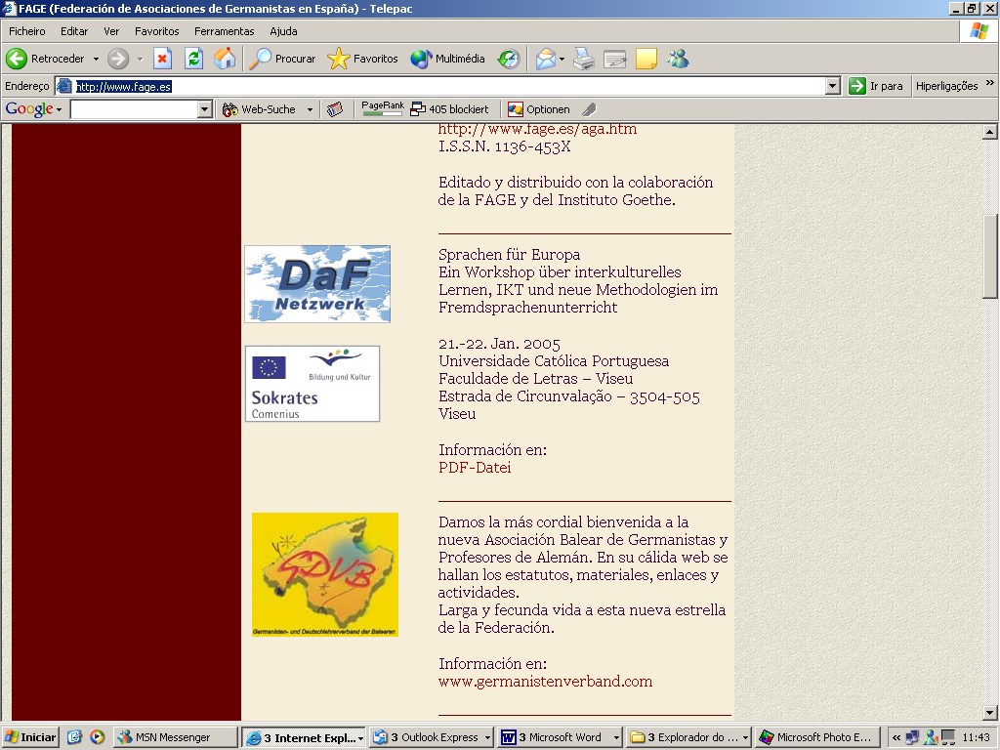 FAGE (Federación de Asociaciones de Germanistas en España) - Telepac
Ficheiro Editar Ver Favoritos Ferramentas Ajuda
Retroceder Procurar Favoritos Multimédia
Endereço http://www.fage.es Ir para Hiperligações »
Google Web-Suche PageRank 405 blockiert Optionen
http://www.fage.es/aga.htm
I.S.S.N. 1136-453X
Editado y distribuido con la colaboración
de la FAGE y del Instituto Goethe.
DaF
Netzwerk
Sprachen für Europa
Ein Workshop über interkulturelles
Lernen, IKT und neue Methodologien im
Fremdsprachenunterricht
Bildung und Kultur
Sokrates
Comenius
21.-22. Jan. 2005
Universidade Católica Portuguesa
Faculdade de Letras – Viseu
Estrada de Circunvalação – 3504-505
Viseu
Información en:
PDF-Datei
GDVB
Germanisten- und Deutschlehrerverband der Balearen
Damos la más cordial bienvenida a la
nueva Asociación Balear de Germanistas y
Profesores de Alemán. En su cálida web se
hallan los estatutos, materiales, enlaces y
actividades.
Larga y fecunda vida a esta nueva estrella
de la Federación.
Información en:
www.germanistenverband.com
Iniciar MSN Messenger 3 Internet Expl... 3 Outlook Express 3 Microsoft Word 3 Explorador do ... Microsoft Photo E... « 11:43